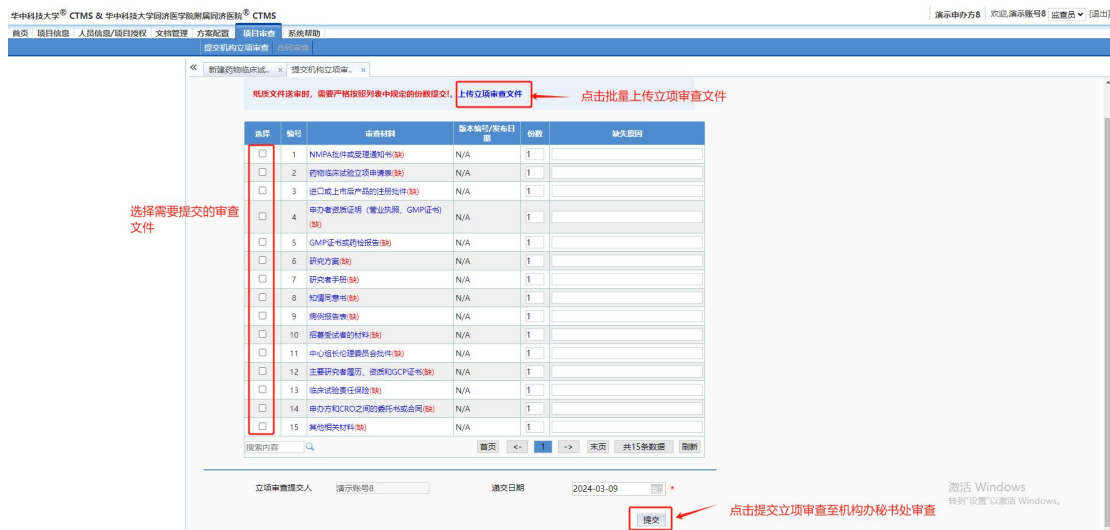 华中科技大学® CTMS & 华中科技大学同济医学院附属同济医院® CTMS
演示申办方8 欢迎,演示账号8 监查员 [退出]
首页 项目信息 人员信息/项目授权 文档管理 方案配置 项目审查 系统帮助
提交机构立项审查 合同审查
新建药物临床试.. × 提交机构立项审.. ×
纸质文件送审时，需要严格按照列表中规定的份数提交!。 上传立项审查文件
点击批量上传立项审查文件
选择 编号 审查材料 版本编号/发布日期 份数 缺失原因
1 NMPA批件或受理通知书(缺) N/A 1
2 药物临床试验立项申请表(缺) N/A 1
3 进口或上市后产品的注册批件(缺) N/A 1
选择需要提交的审查文件
4 申办者资质证明（营业执照、GMP证书）(缺) N/A 1
5 GMP证书或药检报告(缺) N/A 1
6 研究方案(缺) N/A 1
7 研究者手册(缺) N/A 1
8 知情同意书(缺) N/A 1
9 病例报告表(缺) N/A 1
10 招募受试者的材料(缺) N/A 1
11 中心组长伦理委员会批件(缺) N/A 1
12 主要研究者履历、资质和GCP证书(缺) N/A 1
13 临床试验责任保险(缺) N/A 1
14 申办方和CRO之间的委托书或合同(缺) N/A 1
15 其他相关材料(缺) N/A 1
搜索内容 首页 <- 1 -> 末页 共15条数据 刷新
立项审查提交人 演示账号8 递交日期 2024-03-09 *
激活 Windows
转到"设置"以激活 Windows。
提交
点击提交立项审查至机构办秘书处审查